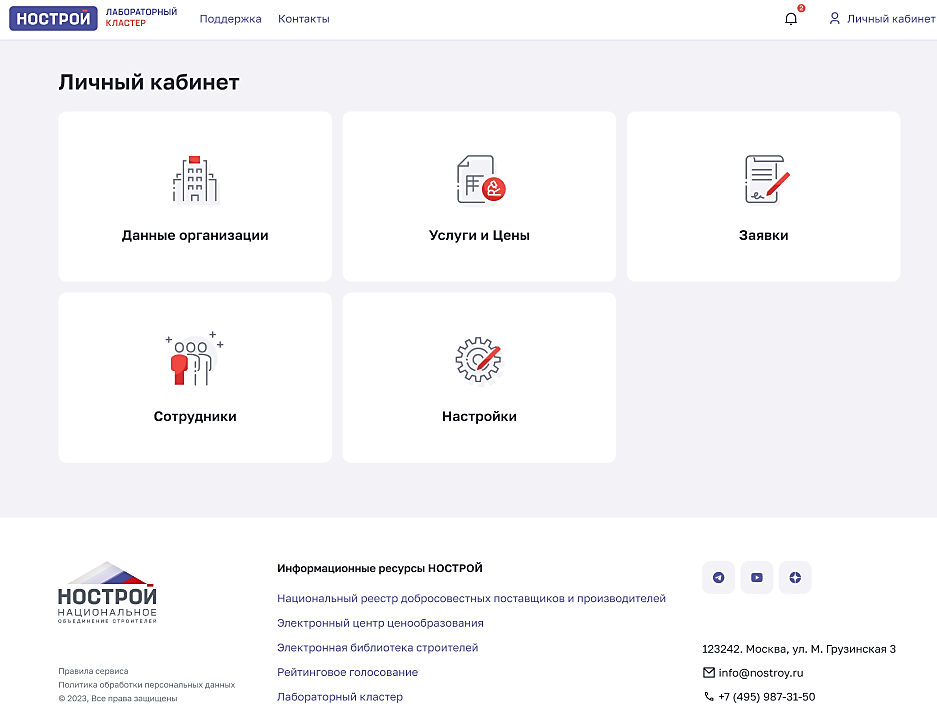 НОСТРОЙ
ЛАБОРАТОРНЫЙ
КЛАСТЕР
Поддержка
Контакты
2
Личный кабинет
Личный кабинет
Данные организации
Услуги и Цены
Заявки
Сотрудники
Настройки
НОСТРОЙ
НАЦИОНАЛЬНОЕ
ОБЪЕДИНЕНИЕ СТРОИТЕЛЕЙ
Правила сервиса
Политика обработки персональных данных
© 2023, Все права защищены
Информационные ресурсы НОСТРОЙ
Национальный реестр добросовестных поставщиков и производителей
Электронный центр ценообразования
Электронная библиотека строителей
Рейтинговое голосование
Лабораторный кластер
123242. Москва, ул. М. Грузинская 3
info@nostroy.ru
+7 (495) 987-31-50